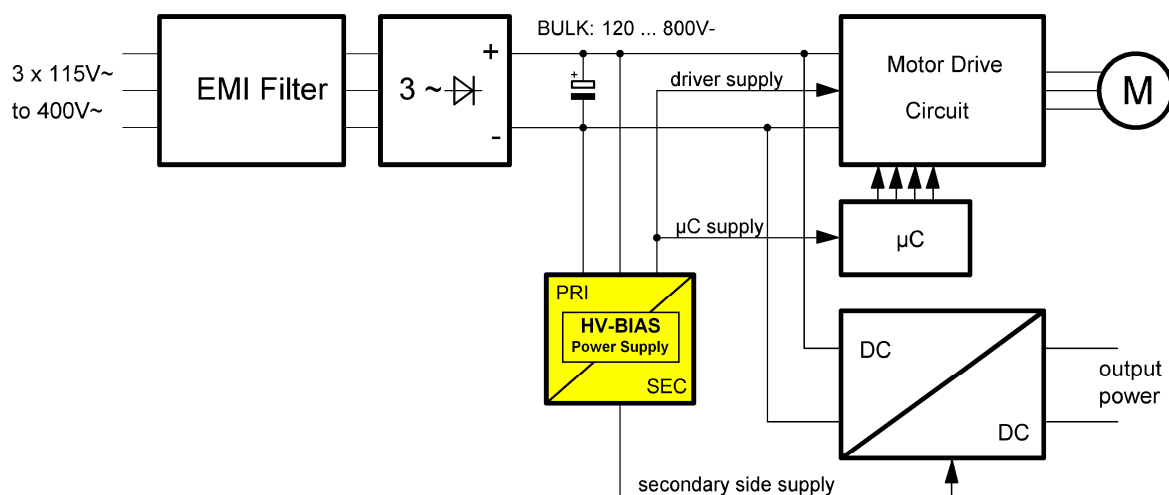 BULK: 120 ... 800V-
3 x 115V~
to 400V~
EMI Filter
3 ~
+
-
+
driver supply
Motor Drive
Circuit
M
µC supply
µC
PRI
HV-BIAS
Power Supply
SEC
DC
DC
output
power
secondary side supply